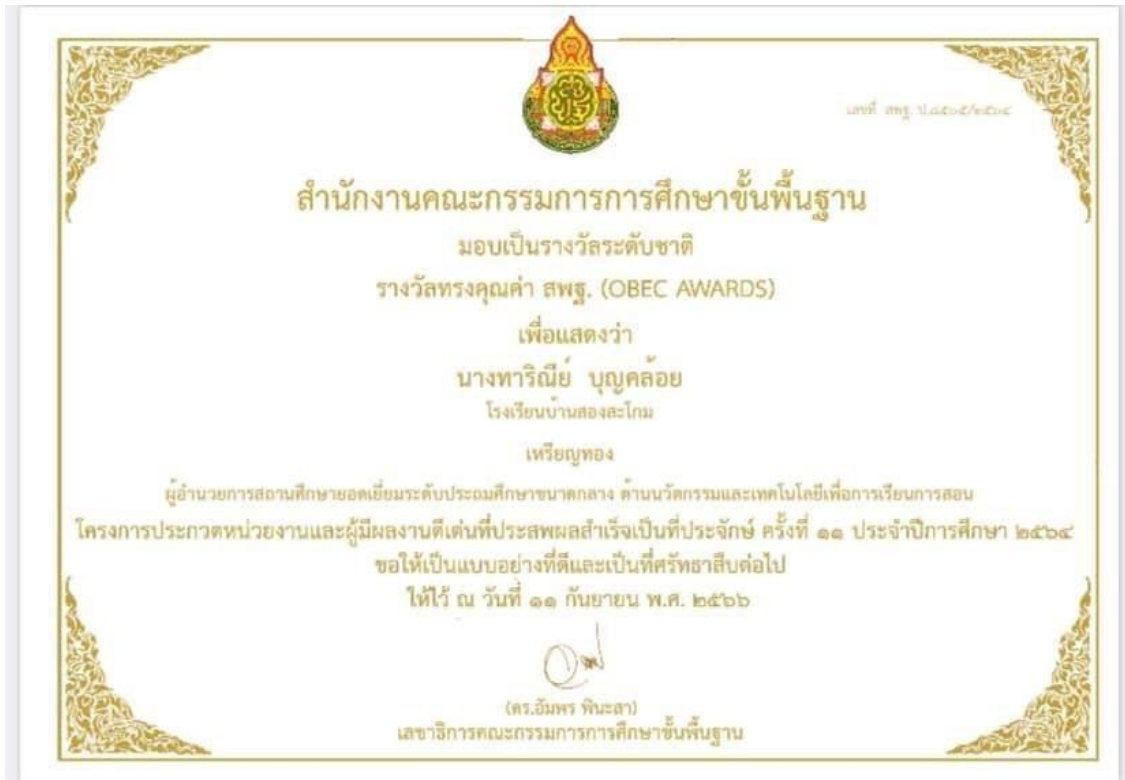 เลขที่ สพฐ. ป.
สำนักงานคณะกรรมการการศึกษาขั้นพื้นฐาน
มอบเป็นรางวัลระดับชาติ
รางวัลทรงคุณค่า สพฐ. (OBEC AWARDS)
เพื่อแสดงว่า
นางทาริณีย์ บุญคล้อย
โรงเรียนบ้านสองสะโกม
เหรียญทอง
ผู้อำนวยการสถานศึกษายอดเยี่ยมระดับประถมศึกษาขนาดกลาง ด้านนวัตกรรมและเทคโนโลยีเพื่อการเรียนการสอน
โครงการประกวดหน่วยงานและผู้มีผลงานดีเด่นที่ประสพผลสำเร็จเป็นที่ประจักษ์ ครั้งที่ ๑๑ ประจำปีการศึกษา ๒๕๖๔
ขอให้เป็นแบบอย่างที่ดีและเป็นที่ศรัทธาสืบต่อไป
ให้ไว้ ณ วันที่ ๑๑ กันยายน พ.ศ. ๒๕๖๖
(ดร.อัมพร พินะสา)
เลขาธิการคณะกรรมการการศึกษาขั้นพื้นฐาน